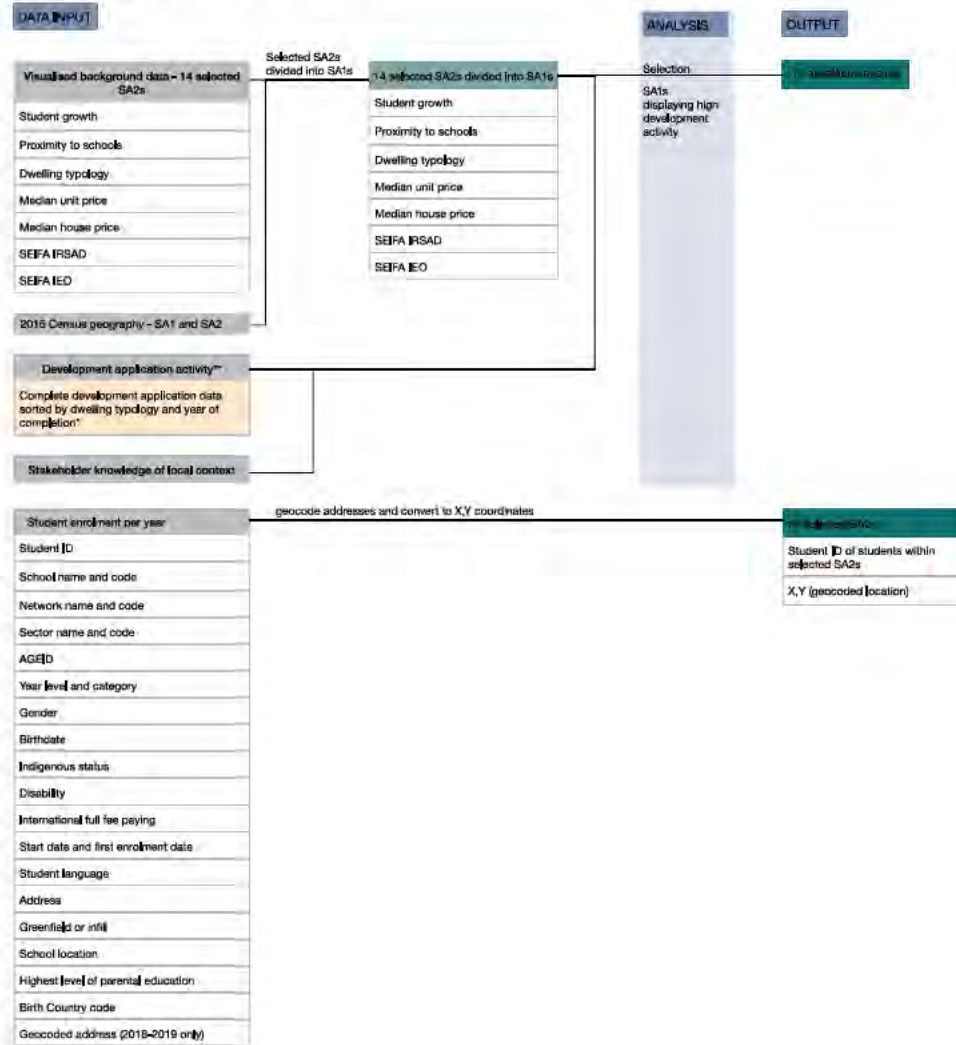 DATA INPUT
ANALYSIS
OUTPUT
Visualised background data – 14 selected
SA2s
Student growth
Proximity to schools
Dwelling typology
Median unit price
Median house price
SEIFA IRSAD
SEIFA IEO
Selected SA2s
divided into SA1s
14 selected SA2s divided into SA1s
Student growth
Proximity to schools
Dwelling typology
Median unit price
Median house price
SEIFA IRSAD
SEIFA IEO
Selection
SA1s
displaying high
development
activity
2016 Census geography – SA1 and SA2
Development application activity**
Complete development application data
sorted by dwelling typology and year of
completion*
Stakeholder knowledge of local context
Student enrolment per year
Student ID
School name and code
Network name and code
Sector name and code
AGEID
Year level and category
Gender
Birthdate
Indigenous status
Disability
International full fee paying
Start date and first enrolment date
Student language
Address
Greenfield or infill
School location
Highest level of parental education
Birth Country code
Geocoded address (2018–2019 only)
geocode addresses and convert to X,Y coordinates
selected SA2s
Student ID of students within
selected SA2s
X,Y (geocoded location)